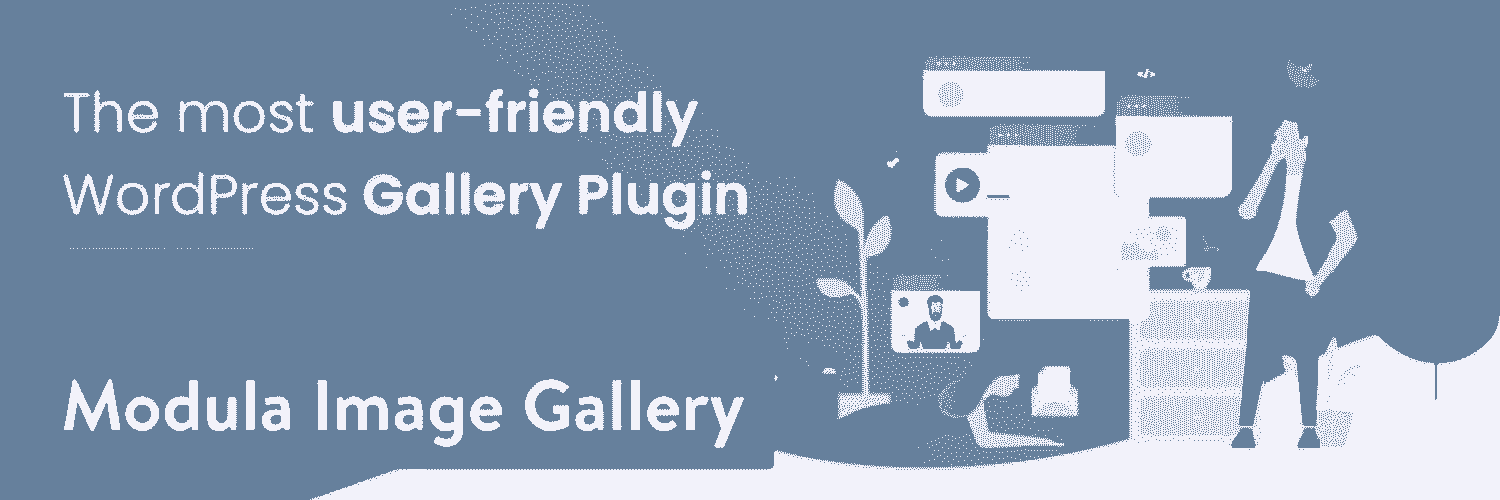 The most user-friendly
WordPress Gallery Plugin
Modula Image Gallery